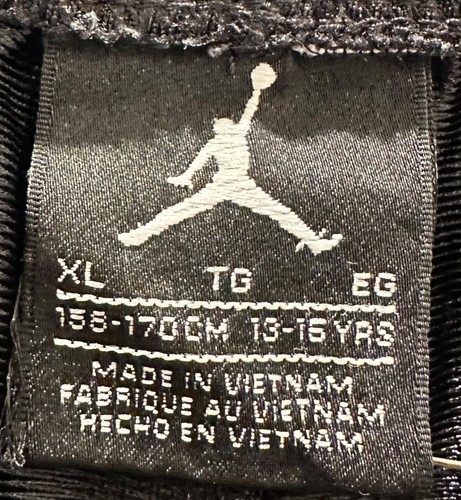 XL TG EG
158-170CM 13-15YRS
MADE IN VIETNAM
FABRIQUE AU VIETNAM
HECHO EN VIETNAM